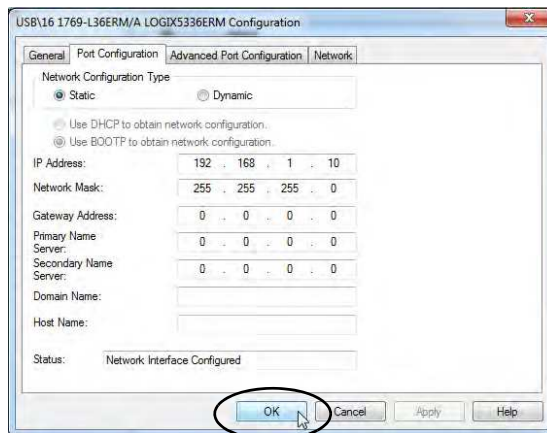 USB\16 1769-L36ERM/A LOGIX5336ERM Configuration
General Port Configuration Advanced Port Configuration Network
Network Configuration Type
Static Dynamic
Use DHCP to obtain network configuration.
Use BOOTP to obtain network configuration.
IP Address: 192 . 168 . 1 . 10
Network Mask: 255 . 255 . 255 . 0
Gateway Address: 0 . 0 . 0 . 0
Primary Name
Server: 0 . 0 . 0 . 0
Secondary Name
Server: 0 . 0 . 0 . 0
Domain Name:
Host Name:
Status: Network Interface Configured
OK Cancel Apply Help